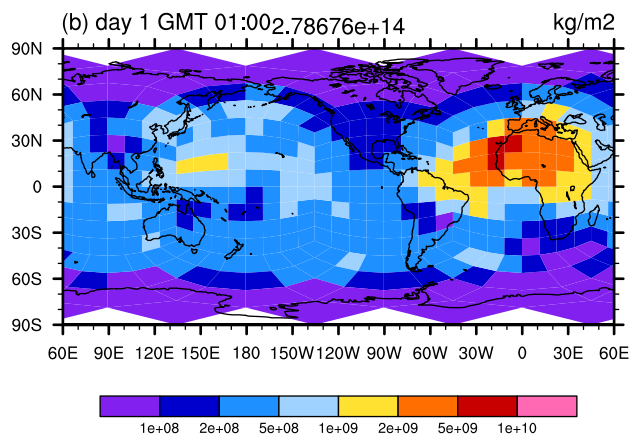 (b) day 1 GMT 01:00 2.78676e+14 kg/m2
90N
60N
30N
0
30S
60S
90S
60E 90E 120E 150E 180 150W 120W 90W 60W 30W 0 30E 60E
1e+08 2e+08 5e+08 1e+09 2e+09 5e+09 1e+10